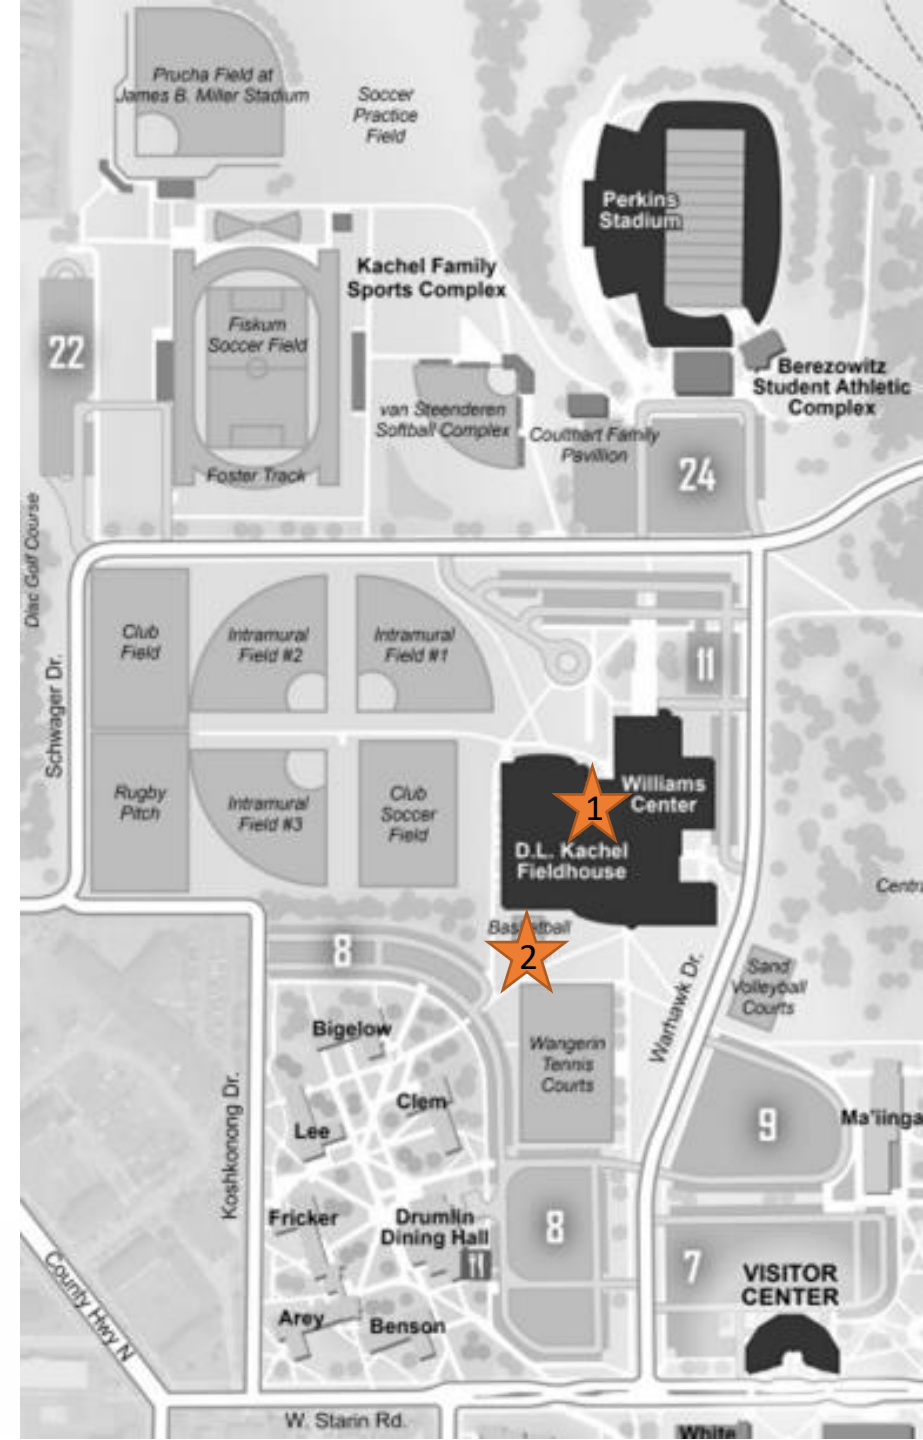 Prucha Field at
James B. Miller Stadium
Soccer
Practice
Field
Perkins
Stadium
Kachel Family
Sports Complex
Fiskum
Soccer Field
22
Berezowitz
Student Athletic
Complex
van Steenderen
Softball Complex
Coulthart Family
Pavillion
24
Foster Track
Disc Golf Course
Club
Field
Intramural
Field #2
Intramural
Field #1
11
Schwager Dr.
Rugby
Pitch
Intramural
Field #3
Club
Soccer
Field
Williams
Center
1
D.L. Kachel
Fieldhouse
Centr
Basketball
2
8
Sand
Volleyball
Courts
Warhawk Dr.
Bigelow
Wangerin
Tennis
Courts
Clem
Lee
9
Ma'iinga
Koshkonong Dr.
Fricker
Drumlin
Dining Hall
8
7
VISITOR
CENTER
County Hwy N
Arey
Benson
W. Starin Rd.
White